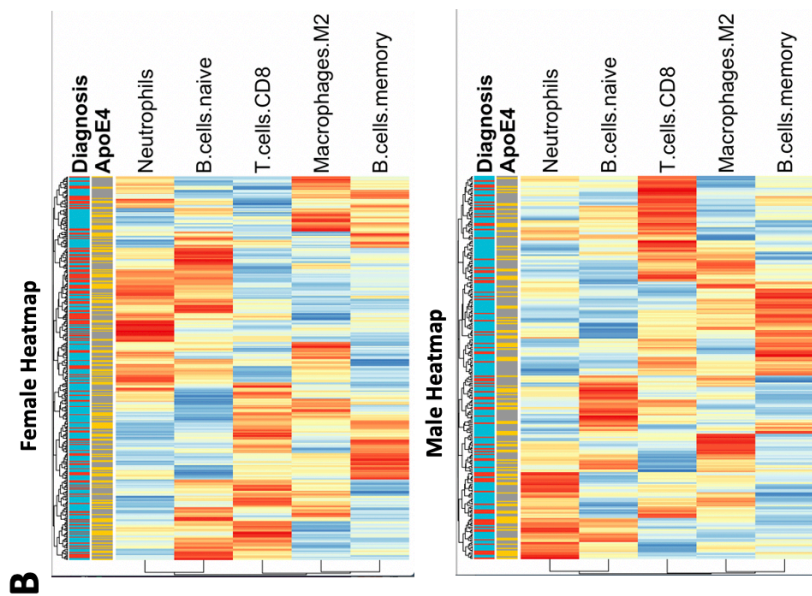 B
Female Heatmap
Diagnosis
ApoE4
Neutrophils
B.cells.naive
T.cells.CD8
Macrophages.M2
B.cells.memory
Male Heatmap
Diagnosis
ApoE4
Neutrophils
B.cells.naive
T.cells.CD8
Macrophages.M2
B.cells.memory